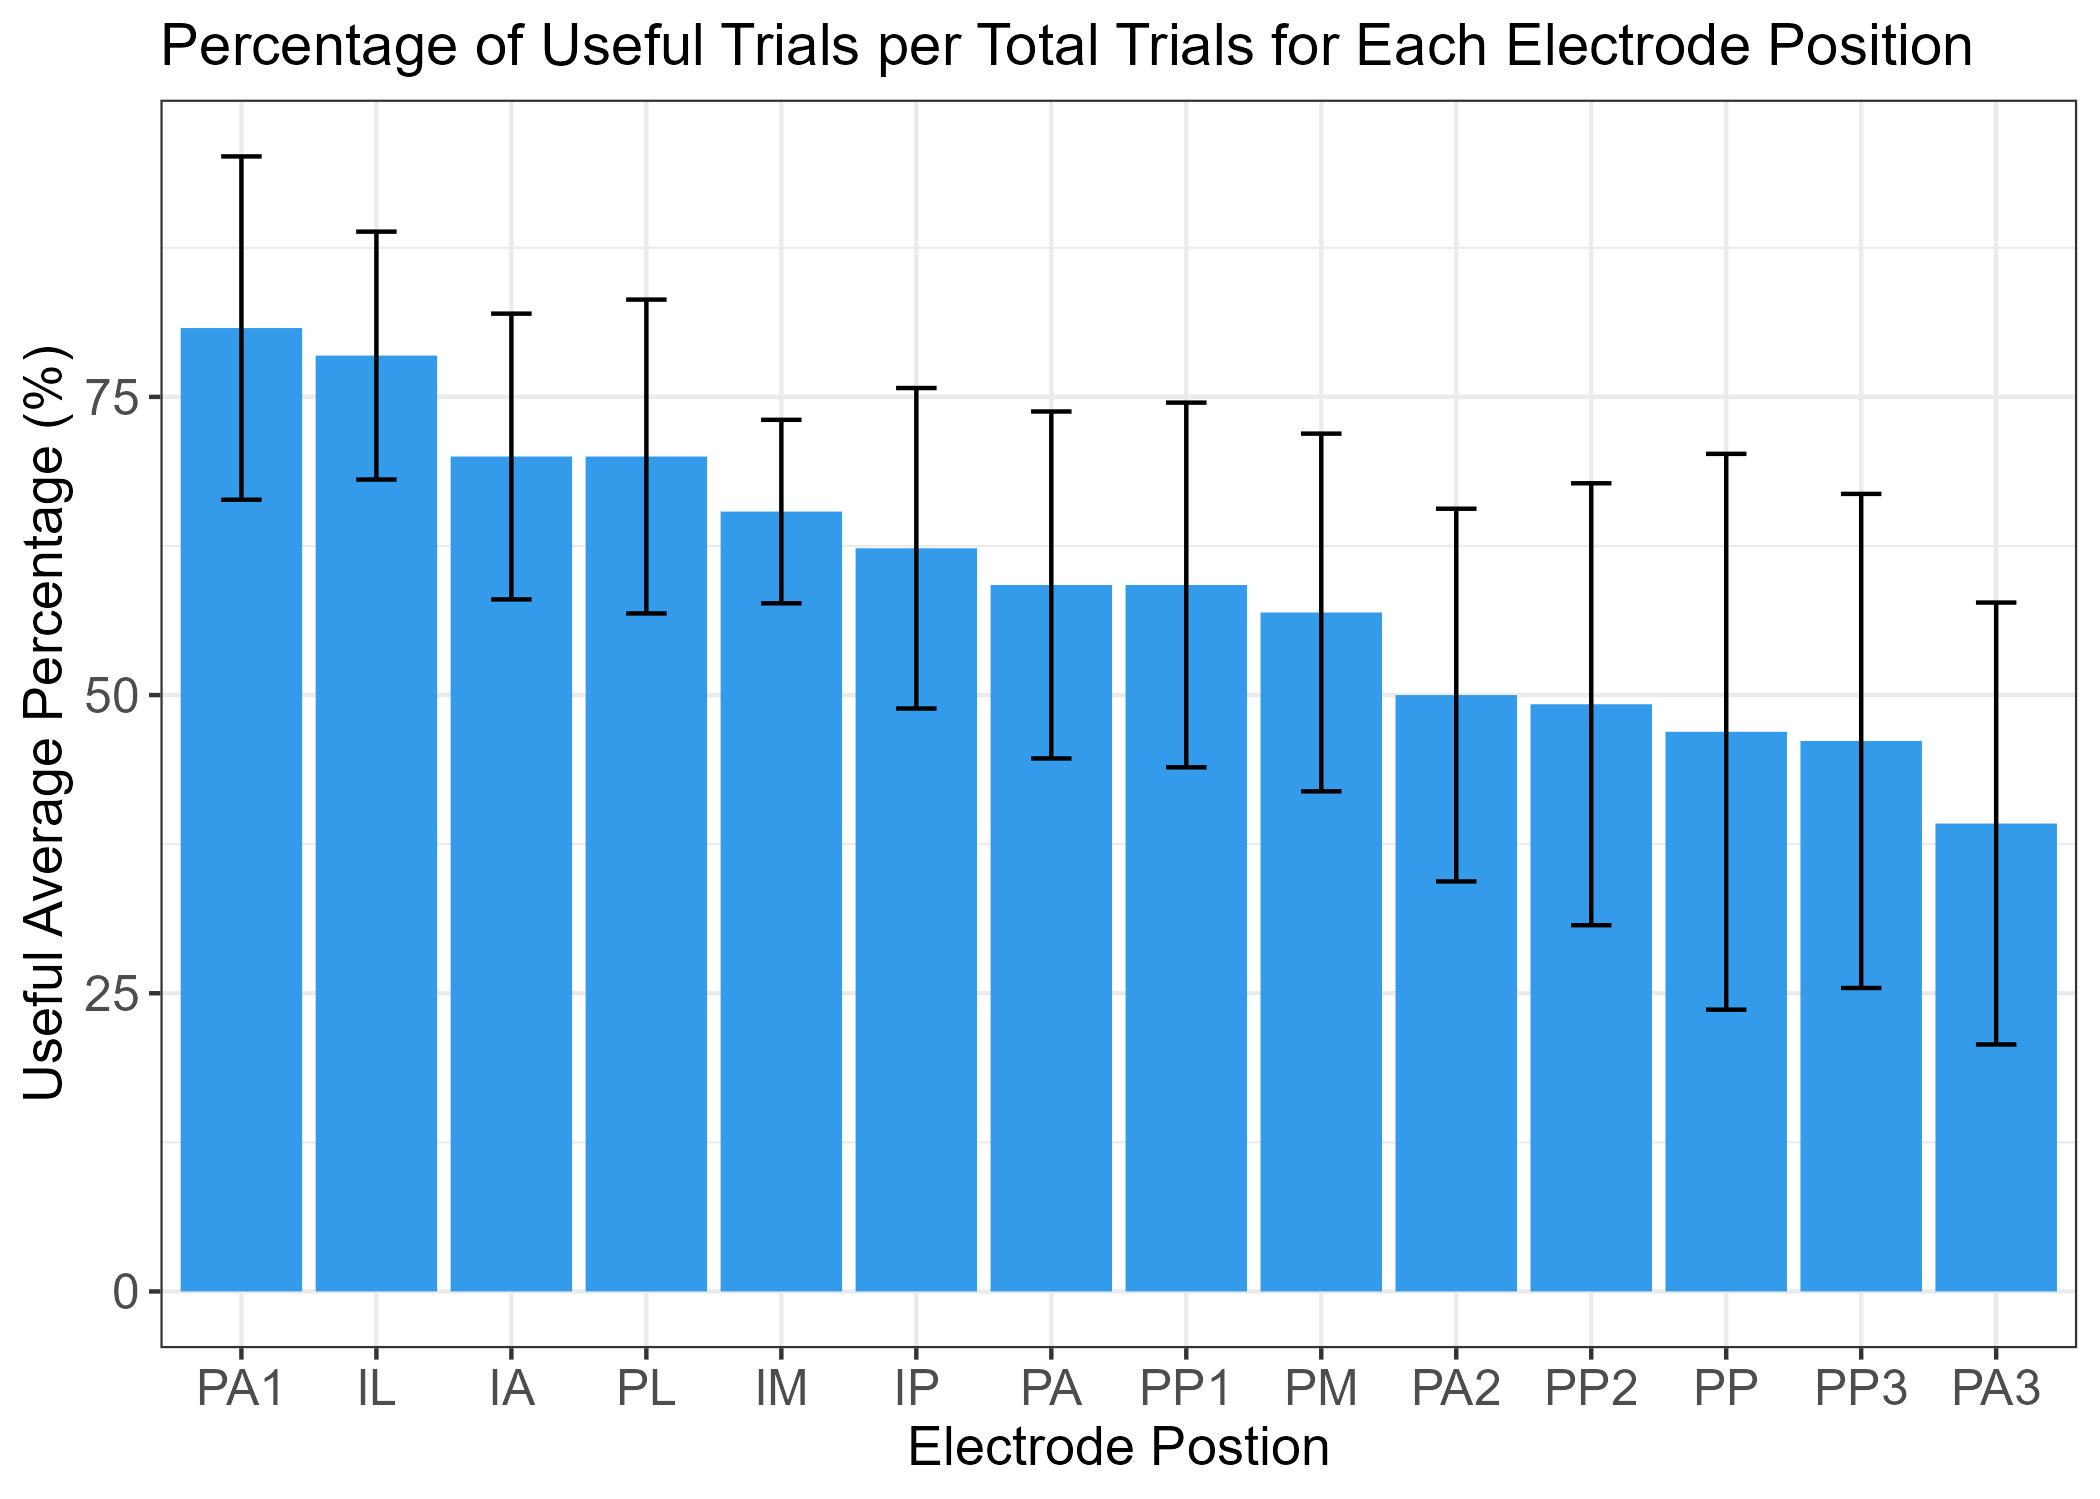 Percentage of Useful Trials per Total Trials for Each Electrode Position
Useful Average Percentage (%)
75
50
25
0
PA1 IL IA PL IM IP PA PP1 PM PA2 PP2 PP PP3 PA3
Electrode Postion